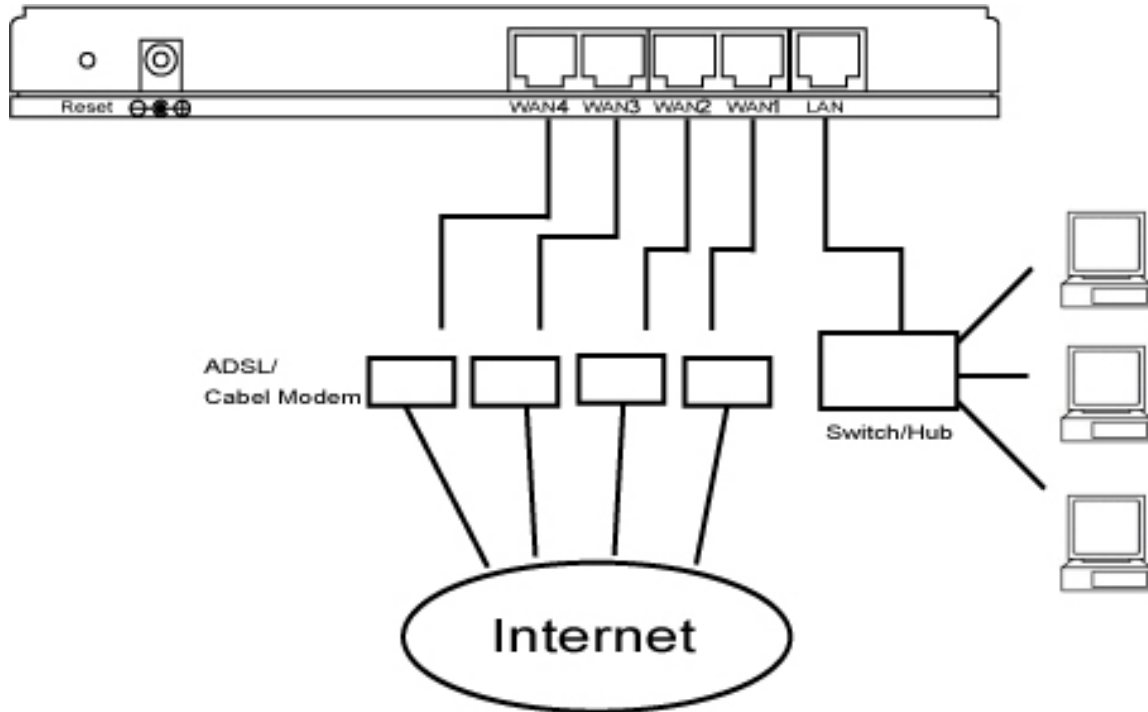 Reset
WAN4 WAN3 WAN2 WAN1 LAN
ADSL/
Cabel Modem
Switch/Hub
Internet